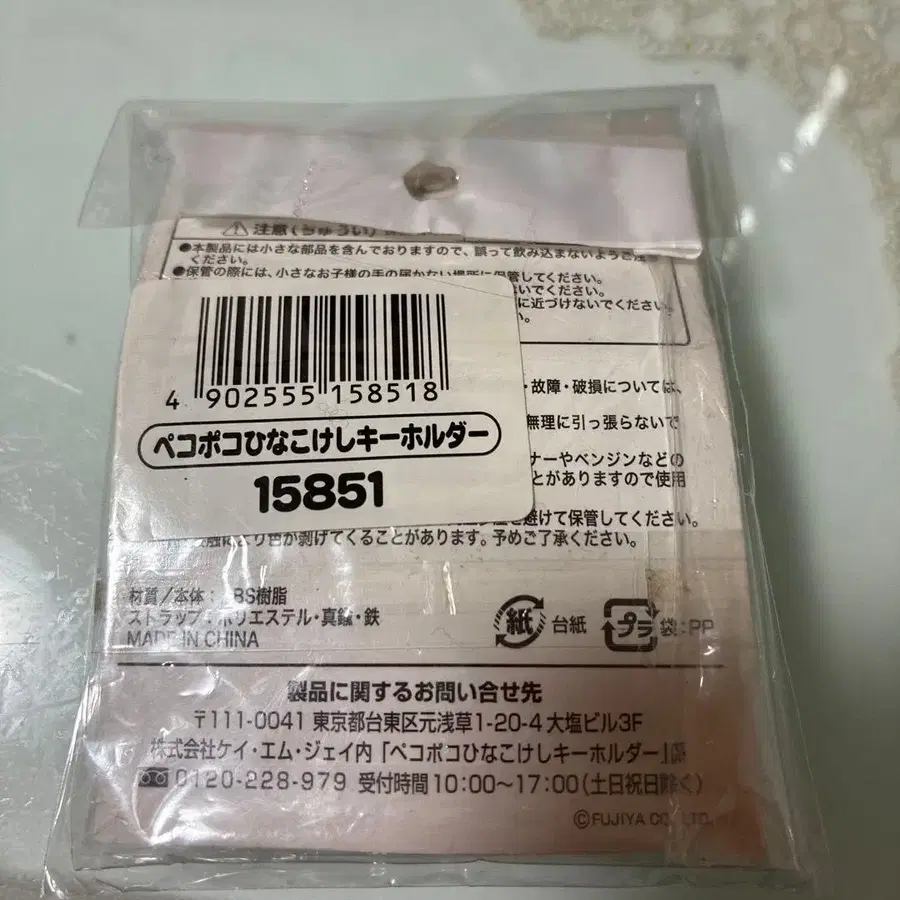 注意(ちゅうい)
●本製品には小さな部品を含んでおりますので、誤って飲み込まないようご注
ください。
●保管の際には、小さなお子様の手の届かない場所に保管してください。
ないでください。
に近づけないでください。
い。
4 902555 158518
ペコポコひなこけしキーホルダー
15851
・故障・破損については、
無理に引っ張らないで
ナーやベンジンなどの
とがありますので使用
避けて保管してください。
り色が剥げてくることがあります。予めご了承ください。
材質/本体: BS樹脂
ストラップ:ポリエステル・真鍮・鉄
MADE IN CHINA
紙 台紙
プラ 袋:PP
製品に関するお問い合せ先
〒111-0041 東京都台東区元浅草1-20-4 大塩ビル3F
株式会社ケイ・エム・ジェイ内「ペコポコひなこけしキーホルダー」係
0120-228-979 受付時間10:00〜17:00(土日祝日除く)
©FUJIYA CO., LTD.